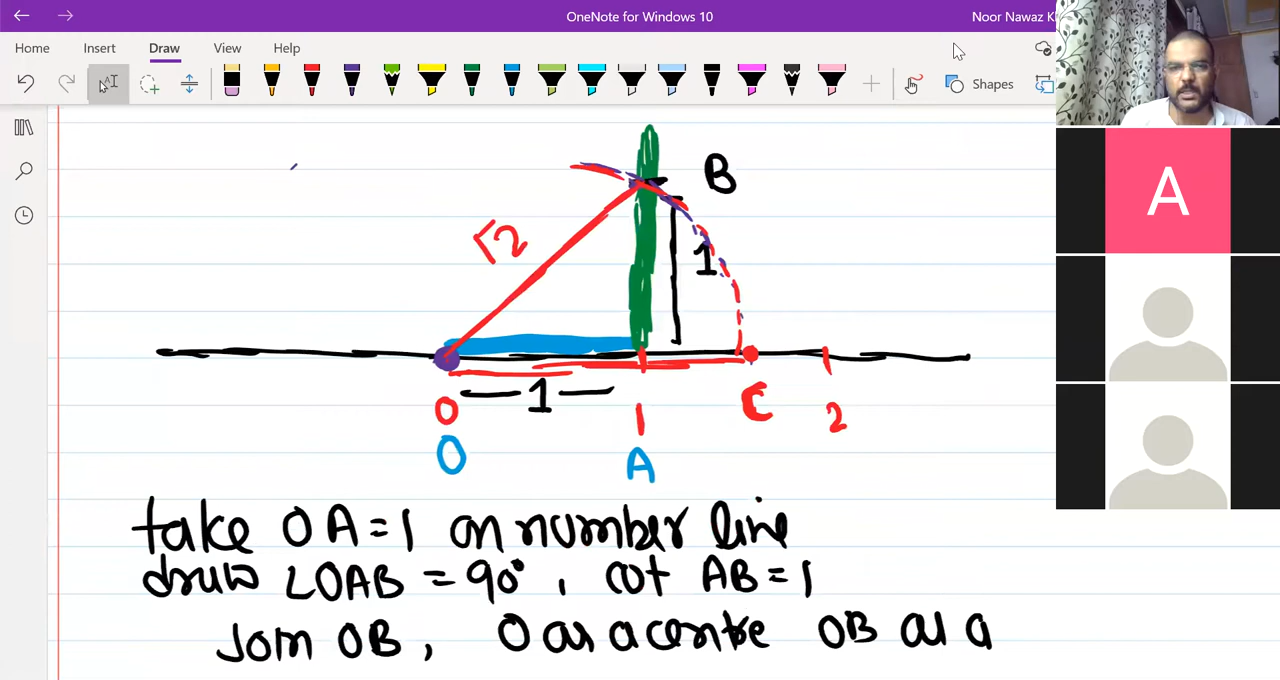 OneNote for Windows 10
Noor Nawaz K
Home Insert Draw View Help
Shapes
B
√2
1
1
0 1 C 2
O A
A
take OA=1 on number line
draw ∠OAB = 90°, cut AB=1
Join OB, O as a centre OB as a